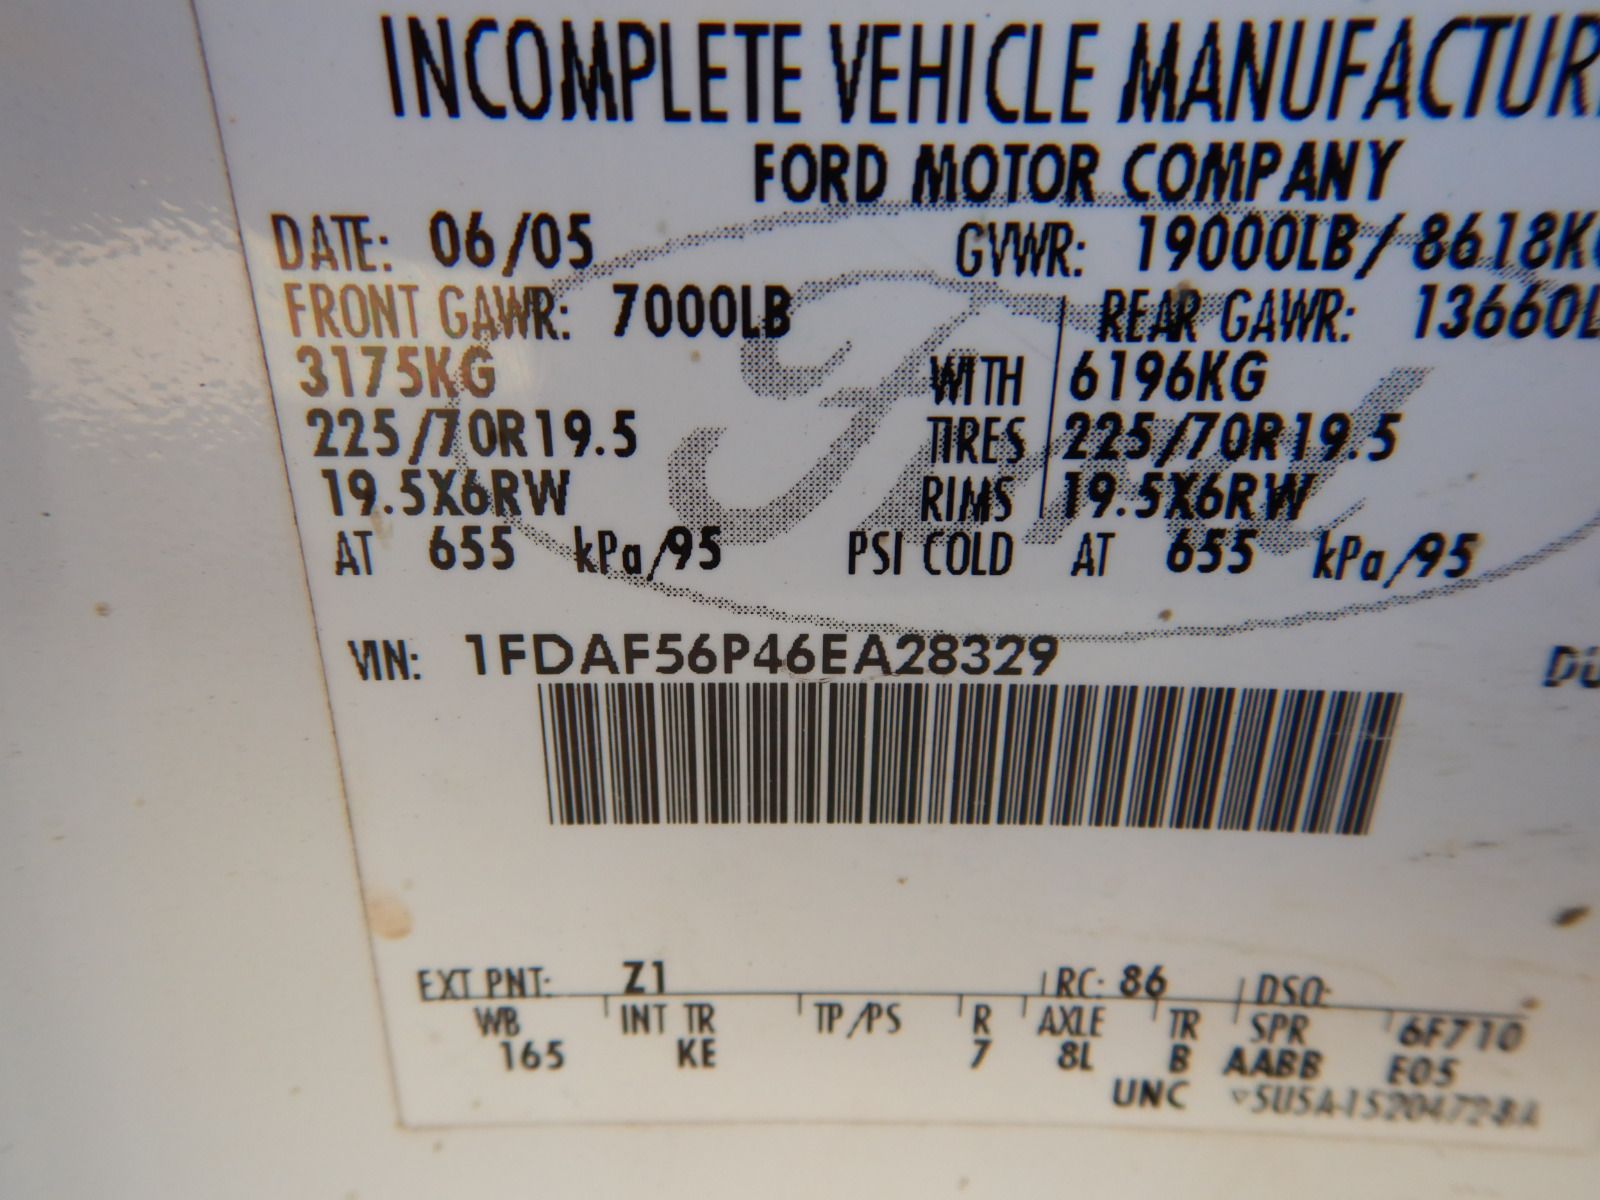 INCOMPLETE VEHICLE MANUFACTUR
FORD MOTOR COMPANY
DATE: 06/05 GVWR: 19000LB/8618KG
FRONT GAWR: 7000LB REAR GAWR: 13660L
3175KG WITH 6196KG
225/70R19.5 TIRES 225/70R19.5
19.5X6RW RIMS 19.5X6RW
AT 655 kPa/95 PSI COLD AT 655 kPa/95
Ford
VIN: 1FDAF56P46EA28329
DU
EXT PNT: Z1 RC: 86 DSO:
WB INT TR TP/PS R AXLE TR SPR 6F710
165 KE 7 8L B AABB E05
UNC